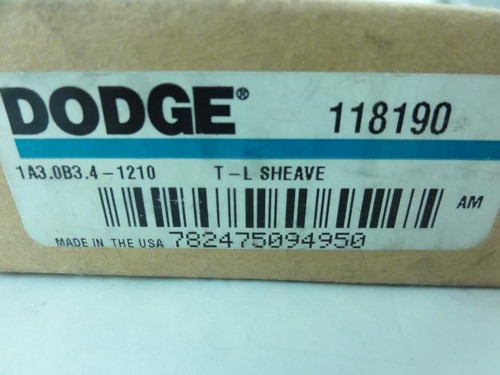 DODGE® 118190
1A3.0B3.4-1210 T-L SHEAVE
AM
MADE IN THE USA 782475094950